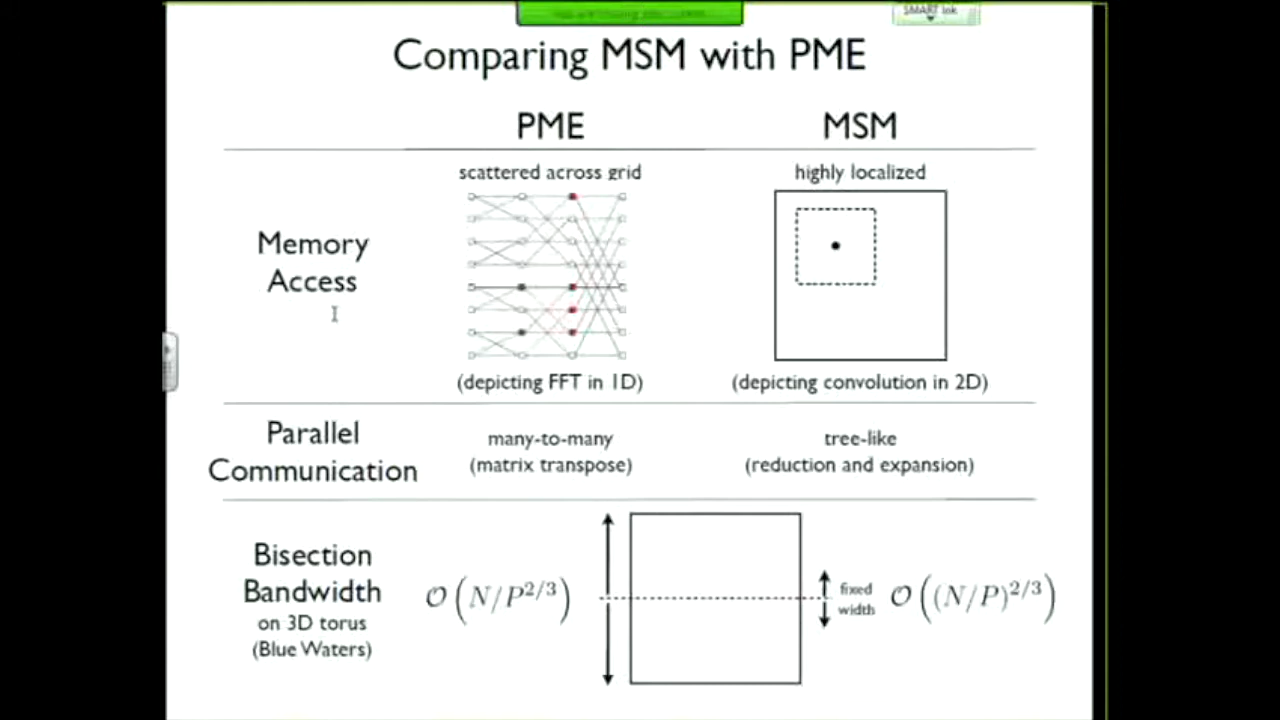 SMART Ink
Comparing MSM with PME
PME
MSM
scattered across grid
highly localized
Memory
Access
(depicting FFT in 1D)
(depicting convolution in 2D)
Parallel
Communication
many-to-many
(matrix transpose)
tree-like
(reduction and expansion)
Bisection
Bandwidth
on 3D torus
(Blue Waters)
O(N/P^{2/3})
fixed
width
O((N/P)^{2/3})